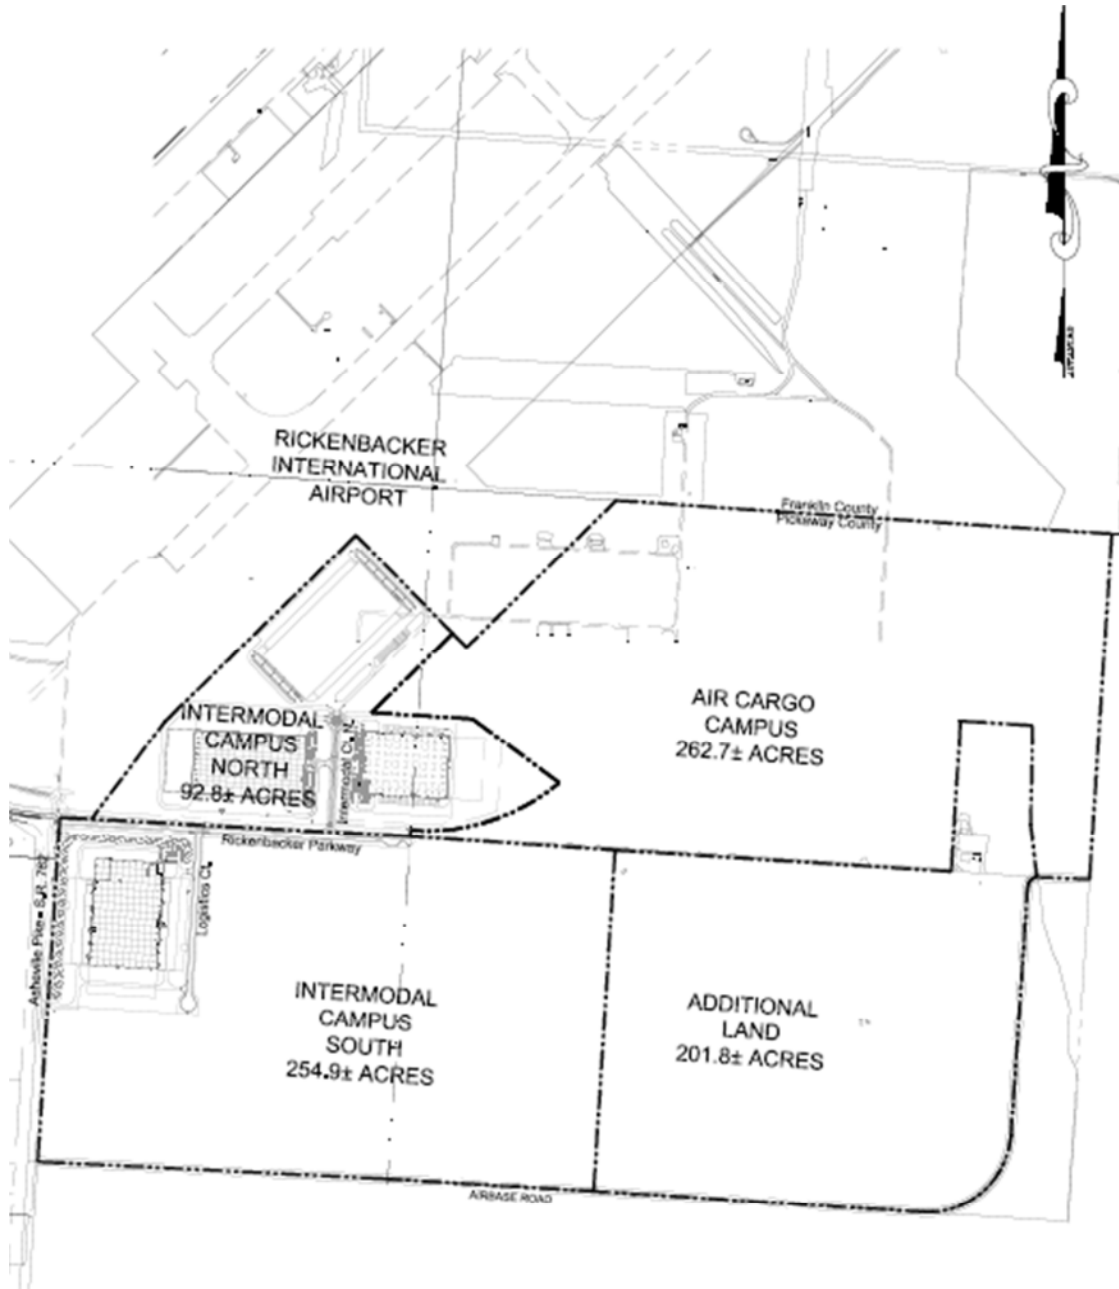 RICKENBACKER
INTERNATIONAL
AIRPORT
Franklin County
Pickaway County
AIR CARGO
CAMPUS
262.7± ACRES
INTERMODAL
CAMPUS
NORTH
92.8± ACRES
Intermodal Ct. N.
Rickenbacker Parkway
Logistics Ct.
Ashville Pike - S.R. 762
INTERMODAL
CAMPUS
SOUTH
254.9± ACRES
ADDITIONAL
LAND
201.8± ACRES
AIRBASE ROAD